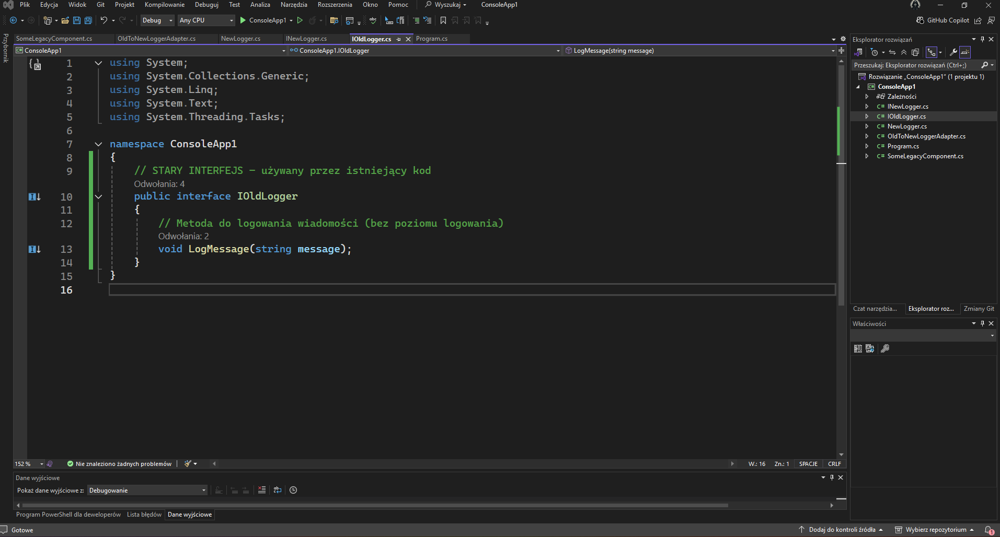 Plik Edycja Widok Git Projekt Kompilowanie Debuguj Test Analiza Narzędzia Rozszerzenia Okno Pomoc Wyszukaj ConsoleApp1
Debug Any CPU ConsoleApp1 GitHub Copilot
Przybornik
SomeLegacyComponent.cs OldToNewLoggerAdapter.cs NewLogger.cs INewLogger.cs IOldLogger.cs Program.cs
ConsoleApp1 ConsoleApp1.IOldLogger LogMessage(string message)
1 using System;
2 using System.Collections.Generic;
3 using System.Linq;
4 using System.Text;
5 using System.Threading.Tasks;
6
7 namespace ConsoleApp1
8 {
9 // STARY INTERFEJS – używany przez istniejący kod
Odwołania: 4
10 public interface IOldLogger
11 {
12 // Metoda do logowania wiadomości (bez poziomu logowania)
Odwołania: 2
13 void LogMessage(string message);
14 }
15 }
16
152 % Nie znaleziono żadnych problemów W.: 16 Zn.: 1 SPACJE CRLF
Dane wyjściowe
Pokaż dane wyjściowe z: Debugowanie
Program PowerShell dla deweloperów Lista błędów Dane wyjściowe
Eksplorator rozwiązań
Przeszukaj: Eksplorator rozwiązań (Ctrl+;)
Rozwiązanie „ConsoleApp1” (1 projektu 1)
C# ConsoleApp1
Zależności
C# INewLogger.cs
C# IOldLogger.cs
C# NewLogger.cs
C# OldToNewLoggerAdapter.cs
C# Program.cs
C# SomeLegacyComponent.cs
Czat narzędzia... Eksplorator roz... Zmiany Git
Właściwości
Gotowe Dodaj do kontroli źródła Wybierz repozytorium 1